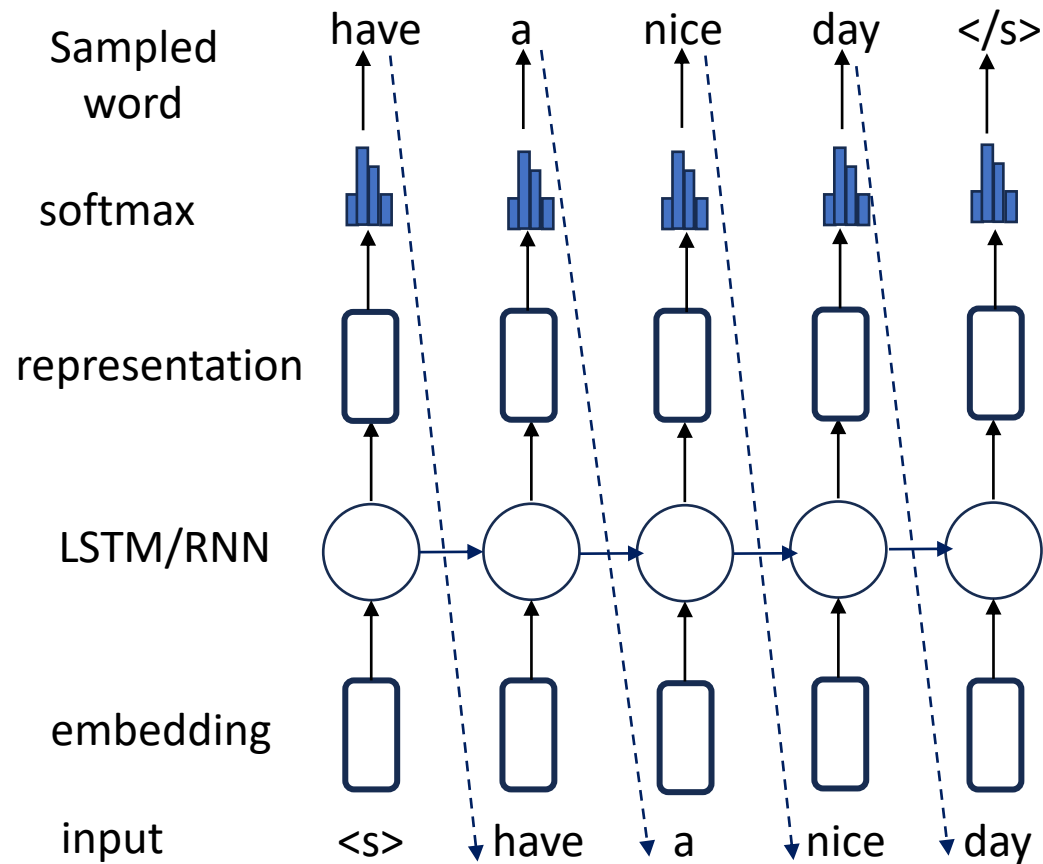 Sampled word have a nice day </s>
softmax
representation
LSTM/RNN
embedding
input <s> have a nice day